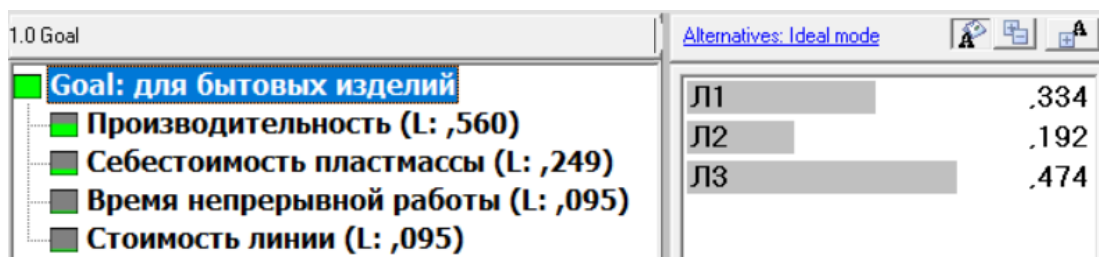 1.0 Goal
Alternatives: Ideal mode
Goal: для бытовых изделий
Производительность (L: ,560)
Себестоимость пластмассы (L: ,249)
Время непрерывной работы (L: ,095)
Стоимость линии (L: ,095)
Л1 ,334
Л2 ,192
Л3 ,474